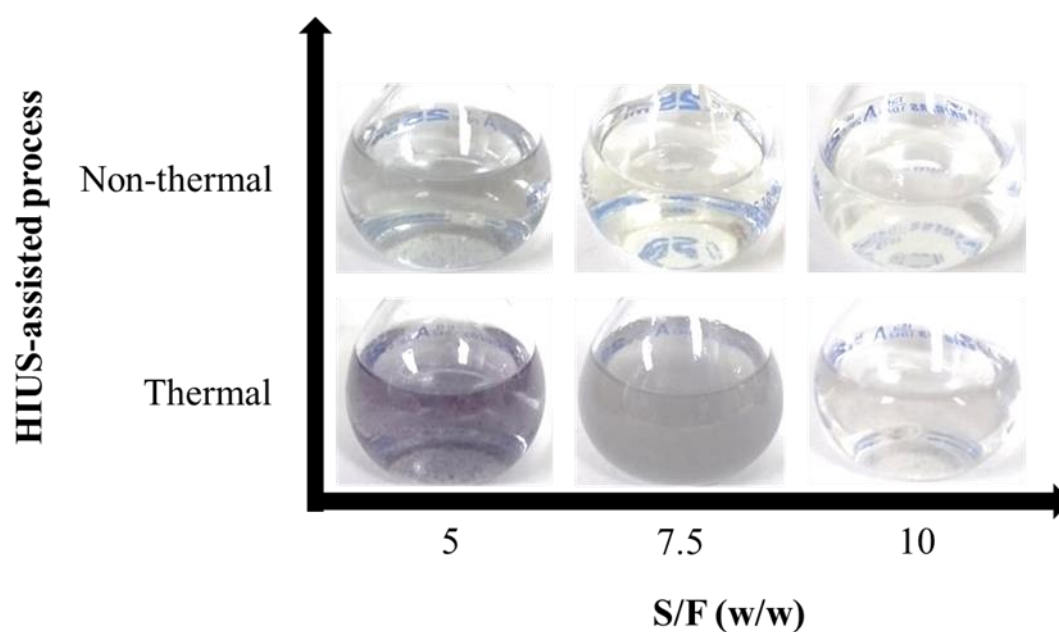 HIUS-assisted process
Non-thermal
Thermal
5
7.5
10
S/F (w/w)